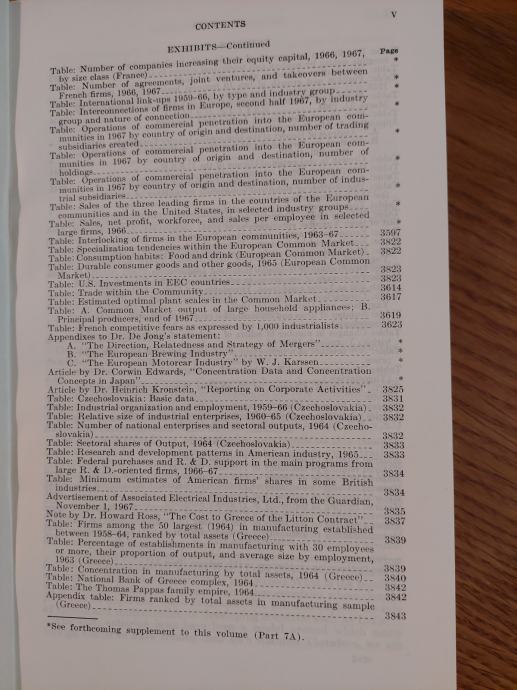 V
CONTENTS
EXHIBITS—Continued
Page
Table: Number of companies increasing their equity capital, 1966, 1967,
by size class (France) *
Table: Number of agreements, joint ventures, and takeovers between
French firms, 1966, 1967 *
Table: International link-ups 1959–66, by type and industry group *
Table: Interconnections of firms in Europe, second half 1967, by industry
group and nature of connection *
Table: Operations of commercial penetration into the European com-
munities in 1967 by country of origin and destination, number of trading
subsidiaries created *
Table: Operations of commercial penetration into the European com-
munities in 1967 by country of origin and destination, number of
holdings *
Table: Operations of commercial penetration into the European com-
munities in 1967 by country of origin and destination, number of indus-
trial subsidiaries *
Table: Sales of the three leading firms in the countries of the European
communities and in the United States, in selected industry groups *
Table: Sales, net profit, workforce, and sales per employee in selected
large firms, 1966 *
Table: Interlocking of firms in the European communities, 1963–67 3597
Table: Specialization tendencies within the European Common Market 3822
Table: Consumption habits: Food and drink (European Common Market) 3822
Table: Durable consumer goods and other goods, 1965 (European Common
Market) 3823
Table: U.S. Investments in EEC countries 3823
Table: Trade within the Community 3614
Table: Estimated optimal plant scales in the Common Market 3617
Table: A. Common Market output of large household appliances; B.
Principal producers, end of 1967 3619
Table: French competitive fears as expressed by 1,000 industrialists 3623
Appendixes to Dr. De Jong's statement:
A. "The Direction, Relatedness and Strategy of Mergers" *
B. "The European Brewing Industry" *
C. "The European Motorcar Industry" by W. J. Karssen *
Article by Dr. Corwin Edwards, "Concentration Data and Concentration
Concepts in Japan" *
Article by Dr. Heinrich Kronstein, "Reporting on Corporate Activities" 3825
Table: Czechoslovakia: Basic data 3831
Table: Industrial organization and employment, 1959–66 (Czechoslovakia) 3832
Table: Relative size of industrial enterprises, 1960–65 (Czechoslovakia) 3832
Table: Number of national enterprises and sectoral outputs, 1964 (Czecho-
slovakia) 3832
Table: Sectoral shares of Output, 1964 (Czechoslovakia) 3833
Table: Research and development patterns in American industry, 1965 3833
Table: Federal purchases and R. & D. support in the main programs from
large R. & D.-oriented firms, 1966–67 3834
Table: Minimum estimates of American firms' shares in some British
industries 3834
Advertisement of Associated Electrical Industries, Ltd., from the Guardian,
November 1, 1967 3835
Note by Dr. Howard Ross, "The Cost to Greece of the Litton Contract" 3837
Table: Firms among the 50 largest (1964) in manufacturing established
between 1958–64, ranked by total assets (Greece) 3839
Table: Percentage of establishments in manufacturing with 30 employees
or more, their proportion of output, and average size by employment,
1963 (Greece) 3839
Table: Concentration in manufacturing by total assets, 1964 (Greece) 3840
Table: National Bank of Greece complex, 1964 3842
Table: The Thomas Pappas family empire, 1964 3842
Appendix table: Firms ranked by total assets in manufacturing sample
(Greece) 3843
*See forthcoming supplement to this volume (Part 7A).